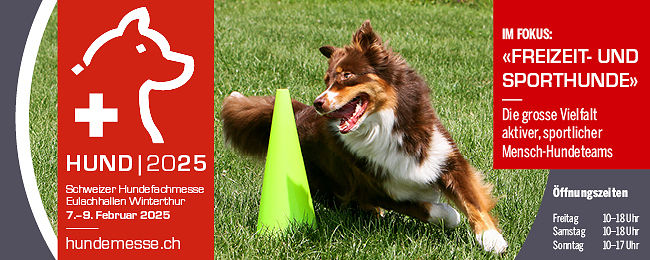 HUND | 2025
Schweizer Hundefachmesse
Eulachhallen Winterthur
7.–9. Februar 2025
hundemesse.ch
IM FOKUS:
«FREIZEIT- UND
SPORTHUNDE»
Die grosse Vielfalt
aktiver, sportlicher
Mensch-Hundeteams
Öffnungszeiten
Freitag 10–18 Uhr
Samstag 10–18 Uhr
Sonntag 10–17 Uhr